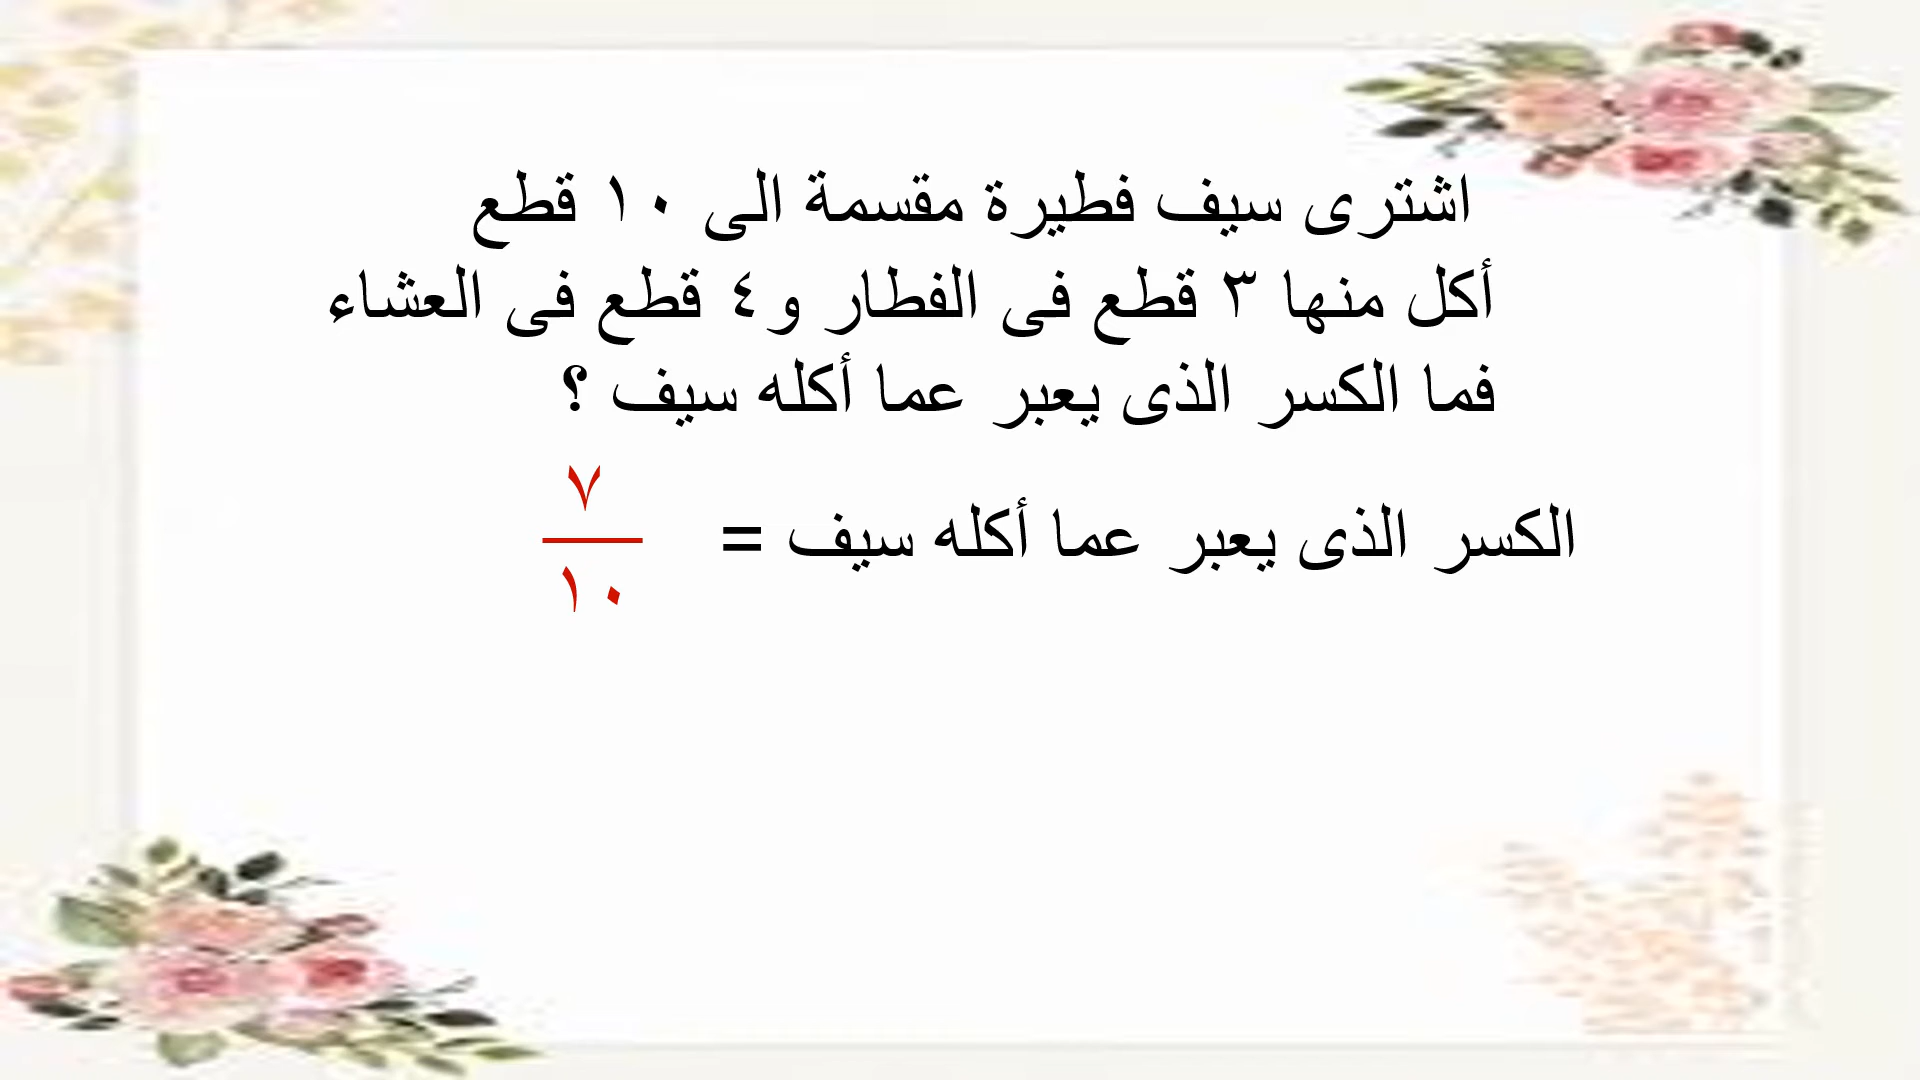 اشترى سيف فطيرة مقسمة الى ١٠ قطع
أكل منها ٣ قطع فى الفطار و٤ قطع فى العشاء
فما الكسر الذى يعبر عما أكله سيف ؟
الكسر الذى يعبر عما أكله سيف =
٧
١٠